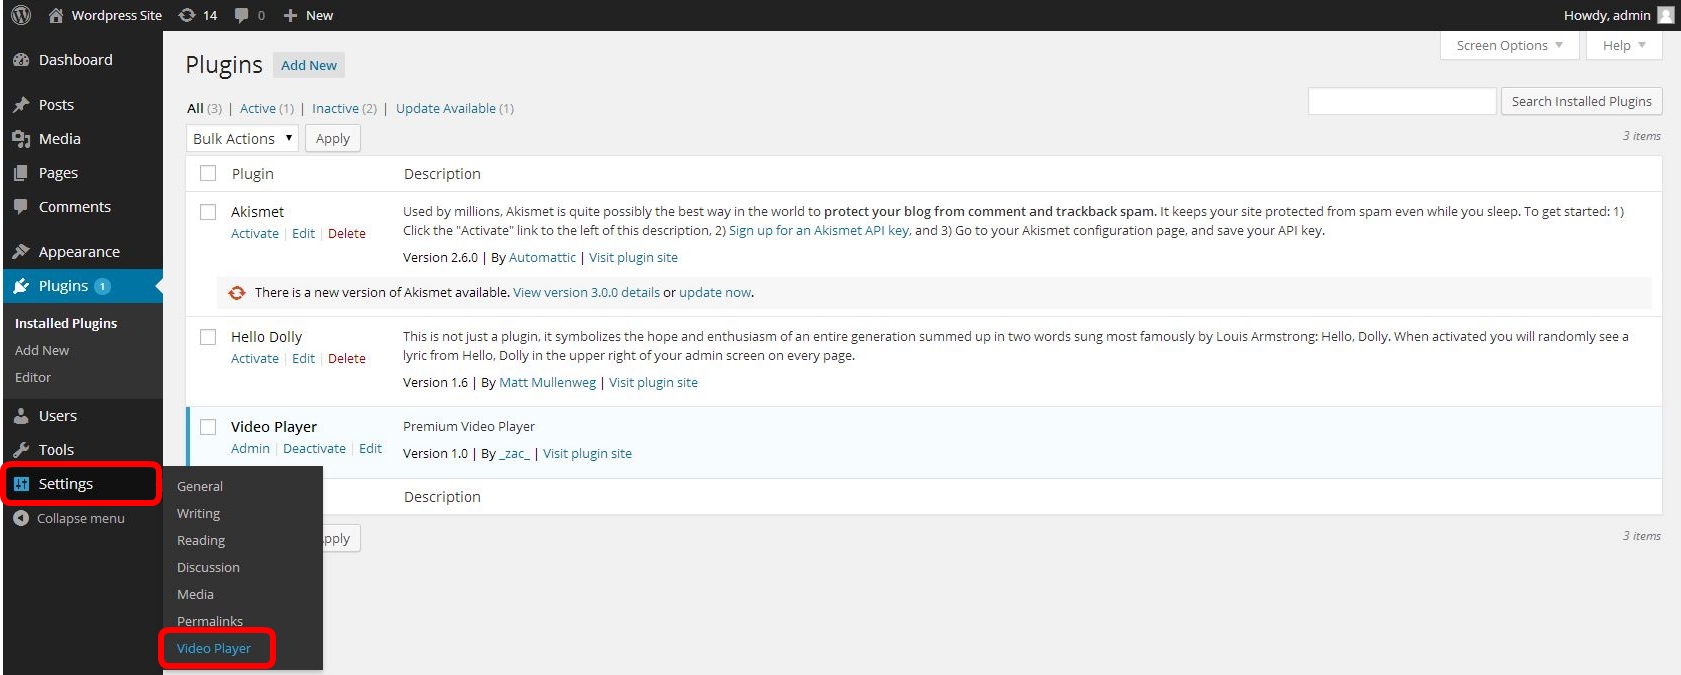 Wordpress Site 14 0 New Howdy, admin
Screen Options Help
Dashboard
Posts
Media
Pages
Comments
Appearance
Plugins 1
Installed Plugins
Add New
Editor
Users
Tools
Settings
Collapse menu
General
Writing
Reading
Discussion
Media
Permalinks
Video Player
Plugins Add New
All (3) | Active (1) | Inactive (2) | Update Available (1)
Search Installed Plugins
Bulk Actions Apply
3 items
Plugin Description
Akismet
Activate | Edit | Delete
Used by millions, Akismet is quite possibly the best way in the world to protect your blog from comment and trackback spam. It keeps your site protected from spam even while you sleep. To get started: 1)
Click the "Activate" link to the left of this description, 2) Sign up for an Akismet API key, and 3) Go to your Akismet configuration page, and save your API key.
Version 2.6.0 | By Automattic | Visit plugin site
There is a new version of Akismet available. View version 3.0.0 details or update now.
Hello Dolly
Activate | Edit | Delete
This is not just a plugin, it symbolizes the hope and enthusiasm of an entire generation summed up in two words sung most famously by Louis Armstrong: Hello, Dolly. When activated you will randomly see a
lyric from Hello, Dolly in the upper right of your admin screen on every page.
Version 1.6 | By Matt Mullenweg | Visit plugin site
Video Player
Admin | Deactivate | Edit
Premium Video Player
Version 1.0 | By _zac_ | Visit plugin site
Description
pply
3 items